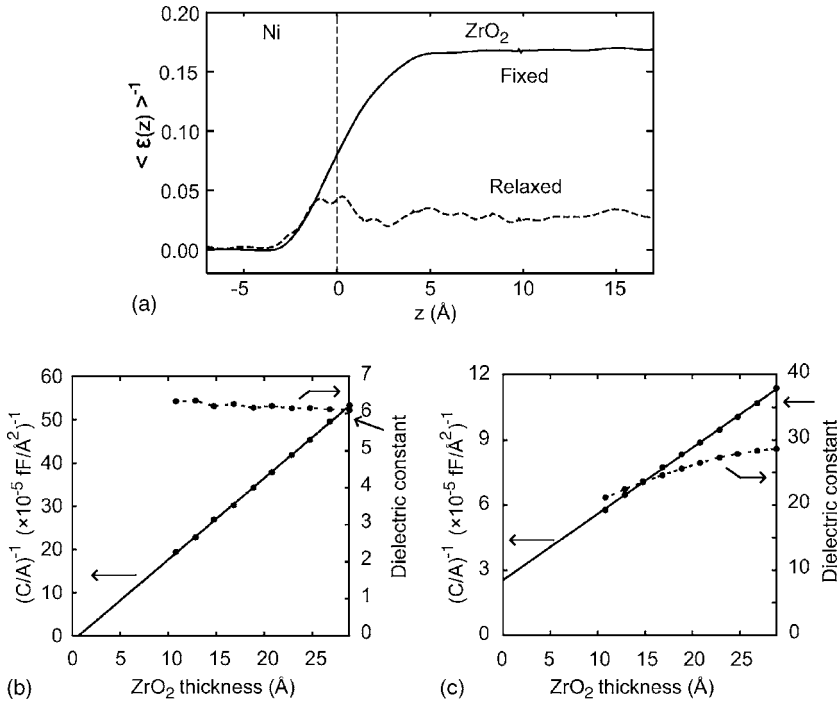 0.20
Ni
ZrO₂
0.15
Fixed
0.10
< ε(z) >⁻¹
0.05
Relaxed
0.00
-5 0 5 10 15
(a)
z (Å)
60
50
40
30
20
10
0
(C/A)⁻¹ (×10⁻⁵ fF/Å²)⁻¹
7
6
5
4
3
2
1
0
Dielectric constant
0 5 10 15 20 25
(b)
ZrO₂ thickness (Å)
12
9
6
3
0
(C/A)⁻¹ (×10⁻⁵ fF/Å²)⁻¹
40
30
20
10
0
Dielectric constant
0 5 10 15 20 25
(c)
ZrO₂ thickness (Å)